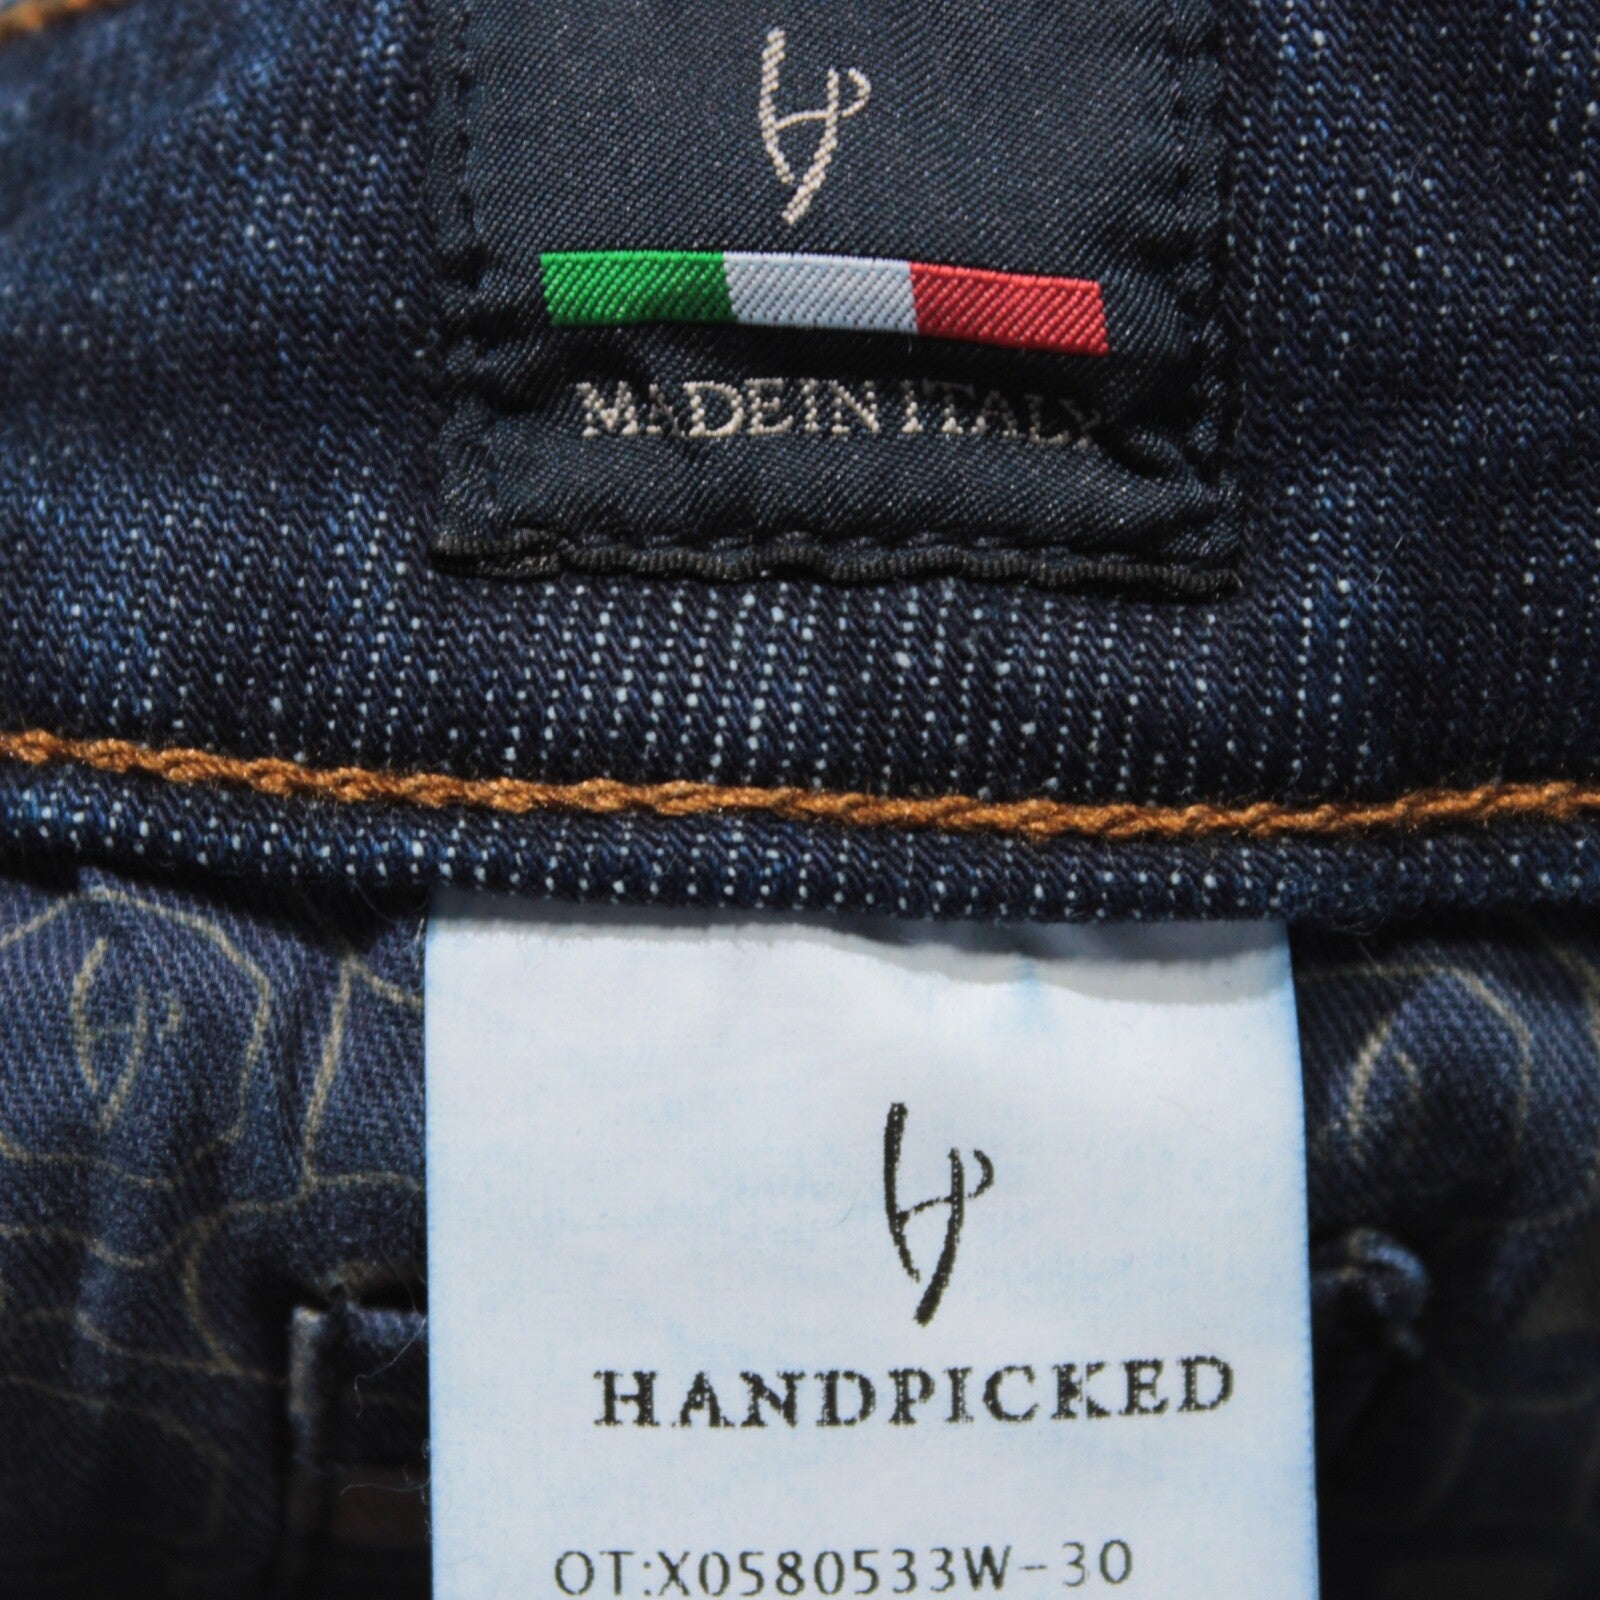 MADE IN ITALY
HANDPICKED
OT:X0580533W-30